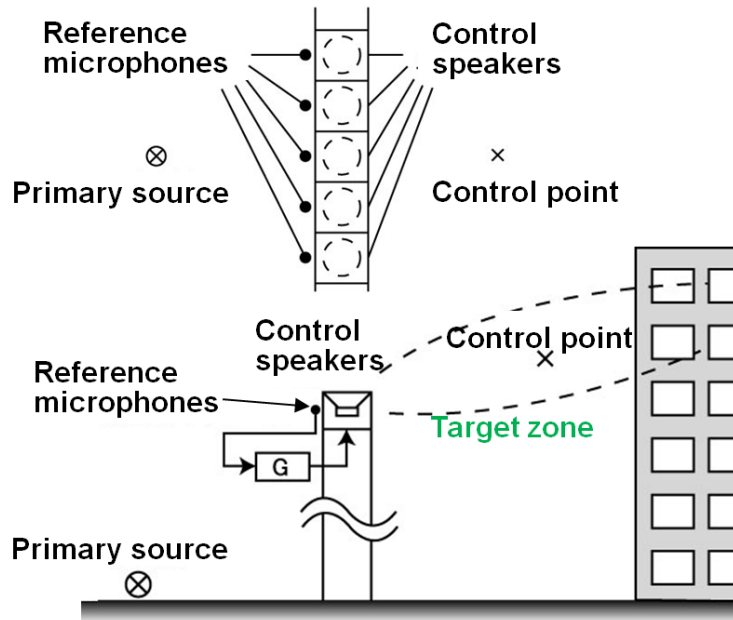 Reference
microphones
Control
speakers
Primary source
Control point
Control
speakers
Control point
Reference
microphones
Target zone
G
Primary source